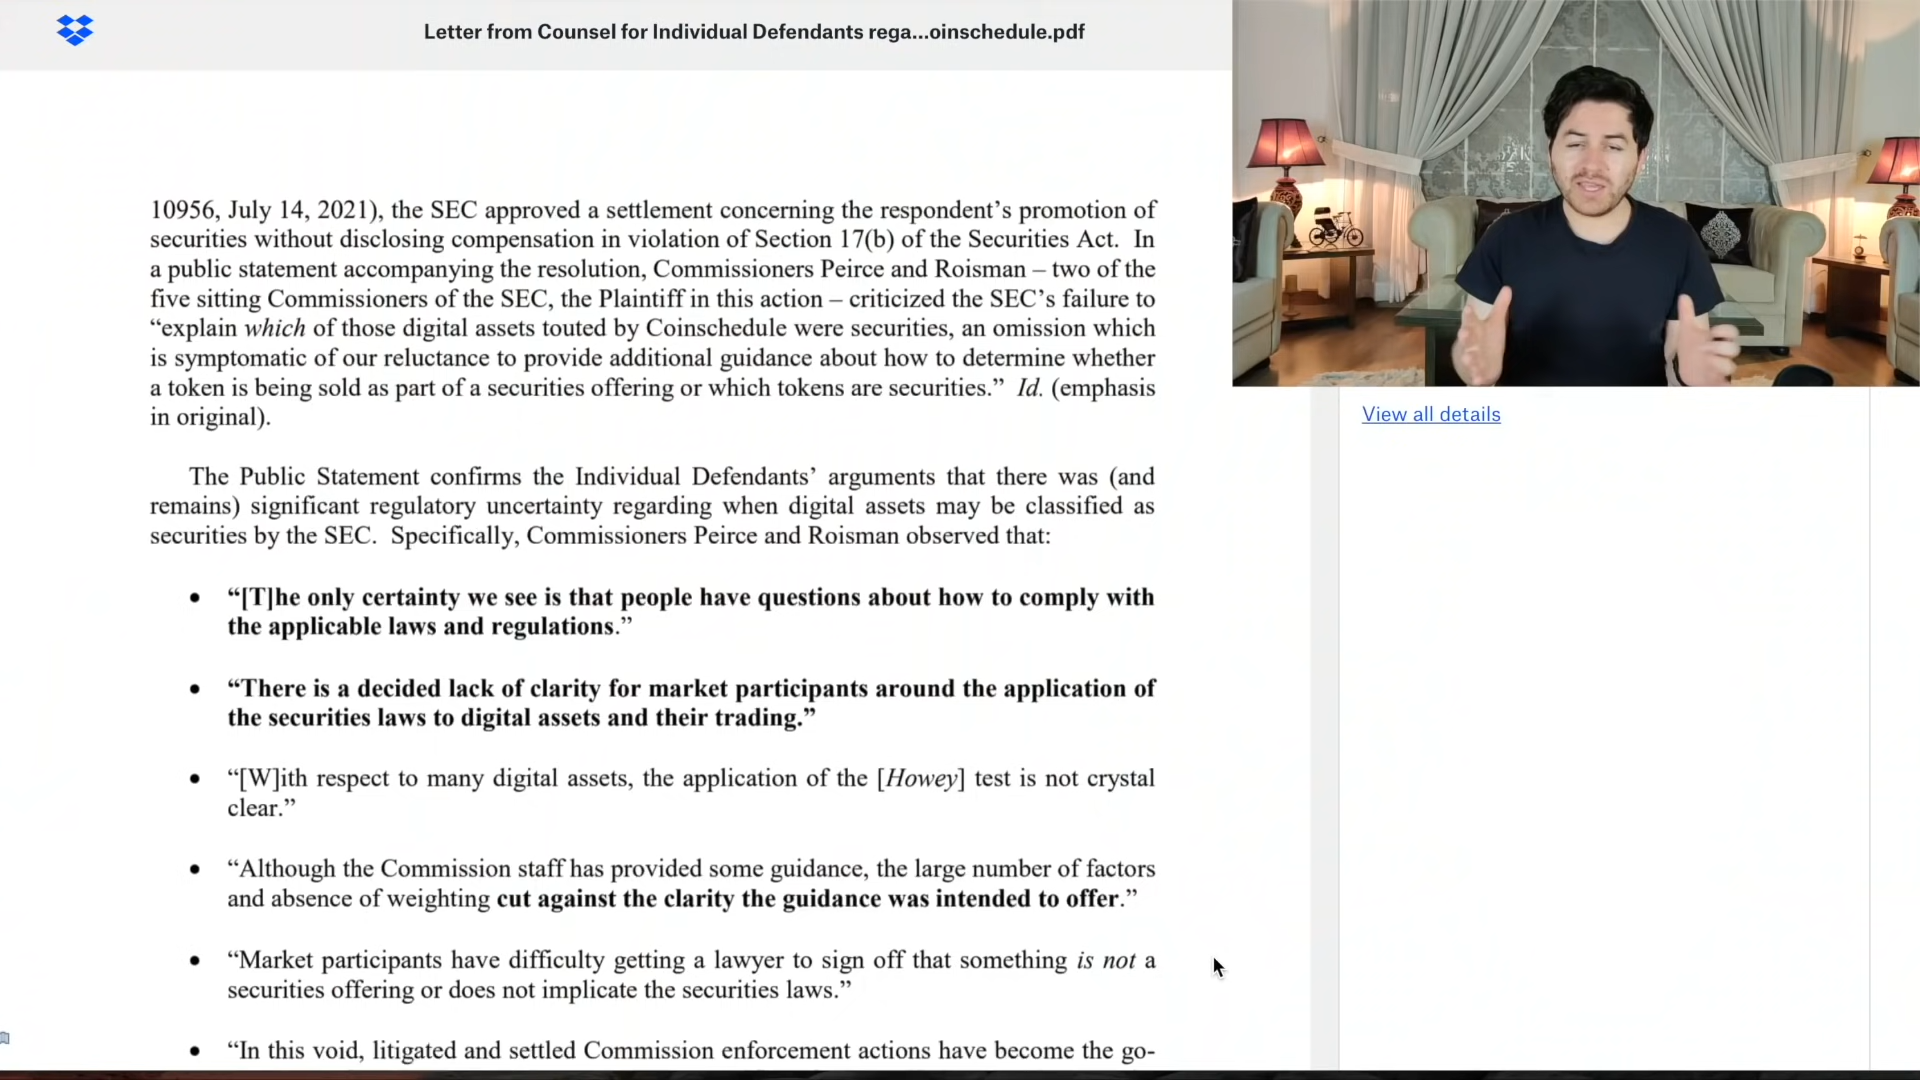 Letter from Counsel for Individual Defendants rega...oinschedule.pdf
10956, July 14, 2021), the SEC approved a settlement concerning the respondent’s promotion of
securities without disclosing compensation in violation of Section 17(b) of the Securities Act. In
a public statement accompanying the resolution, Commissioners Peirce and Roisman – two of the
five sitting Commissioners of the SEC, the Plaintiff in this action – criticized the SEC’s failure to
“explain which of those digital assets touted by Coinschedule were securities, an omission which
is symptomatic of our reluctance to provide additional guidance about how to determine whether
a token is being sold as part of a securities offering or which tokens are securities.” Id. (emphasis
in original).
The Public Statement confirms the Individual Defendants’ arguments that there was (and
remains) significant regulatory uncertainty regarding when digital assets may be classified as
securities by the SEC. Specifically, Commissioners Peirce and Roisman observed that:
• “[T]he only certainty we see is that people have questions about how to comply with
the applicable laws and regulations.”
• “There is a decided lack of clarity for market participants around the application of
the securities laws to digital assets and their trading.”
• “[W]ith respect to many digital assets, the application of the [Howey] test is not crystal
clear.”
• “Although the Commission staff has provided some guidance, the large number of factors
and absence of weighting cut against the clarity the guidance was intended to offer.”
• “Market participants have difficulty getting a lawyer to sign off that something is not a
securities offering or does not implicate the securities laws.”
• “In this void, litigated and settled Commission enforcement actions have become the go-
View all details